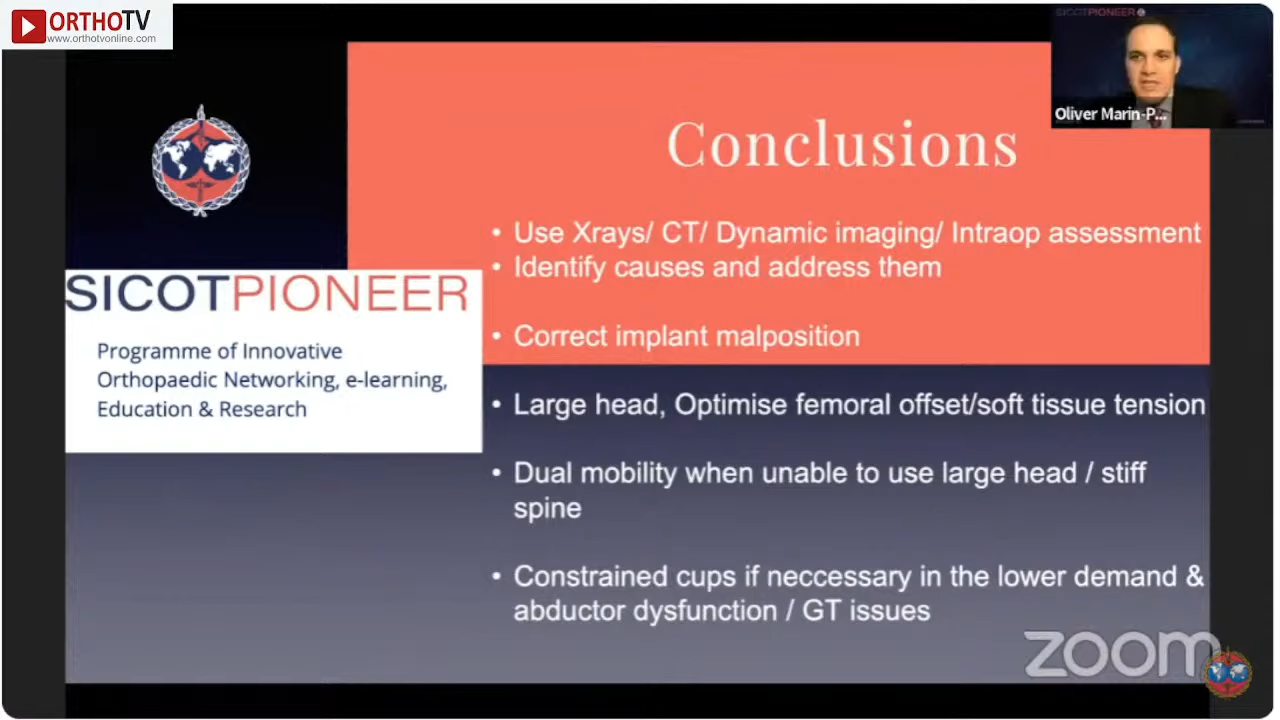 ORTHOTV
www.orthotvonline.com
SICOTPIONEER
Oliver Marin-P...
Conclusions
• Use Xrays/ CT/ Dynamic imaging/ Intraop assessment
• Identify causes and address them
• Correct implant malposition
• Large head, Optimise femoral offset/soft tissue tension
• Dual mobility when unable to use large head / stiff
spine
• Constrained cups if neccessary in the lower demand &
abductor dysfunction / GT issues
SICOTPIONEER
Programme of Innovative
Orthopaedic Networking, e-learning,
Education & Research
zoom